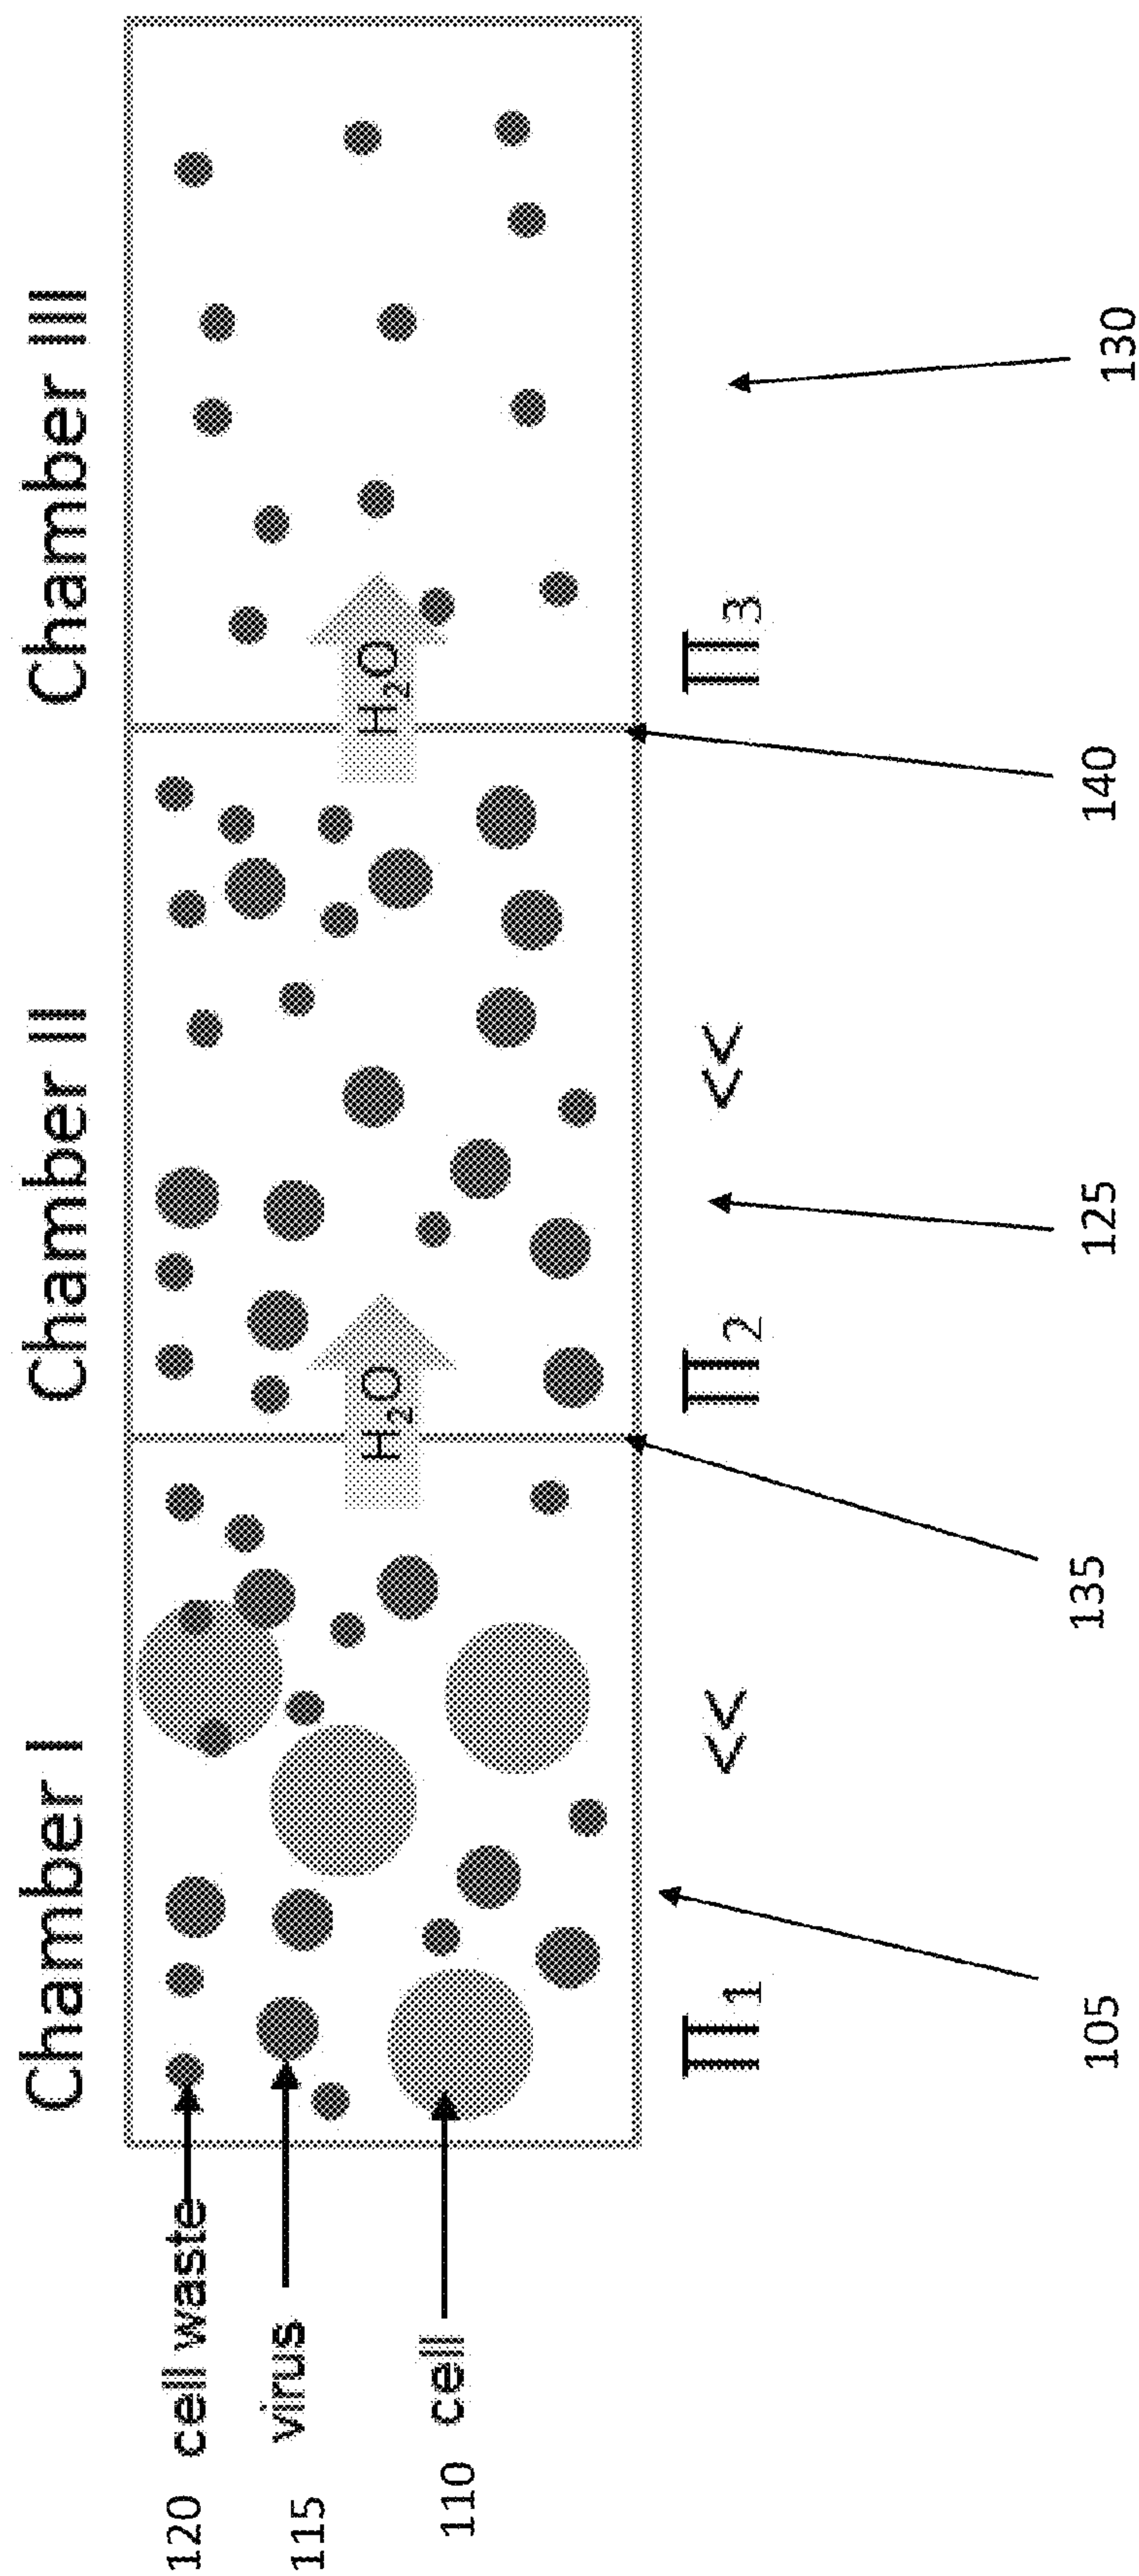 Chamber I
Chamber II
Chamber III
120 cell waste
115 virus
110 cell
H₂O
H₂O
Π₁
<<
Π₂
<<
Π₃
105
135
125
140
130